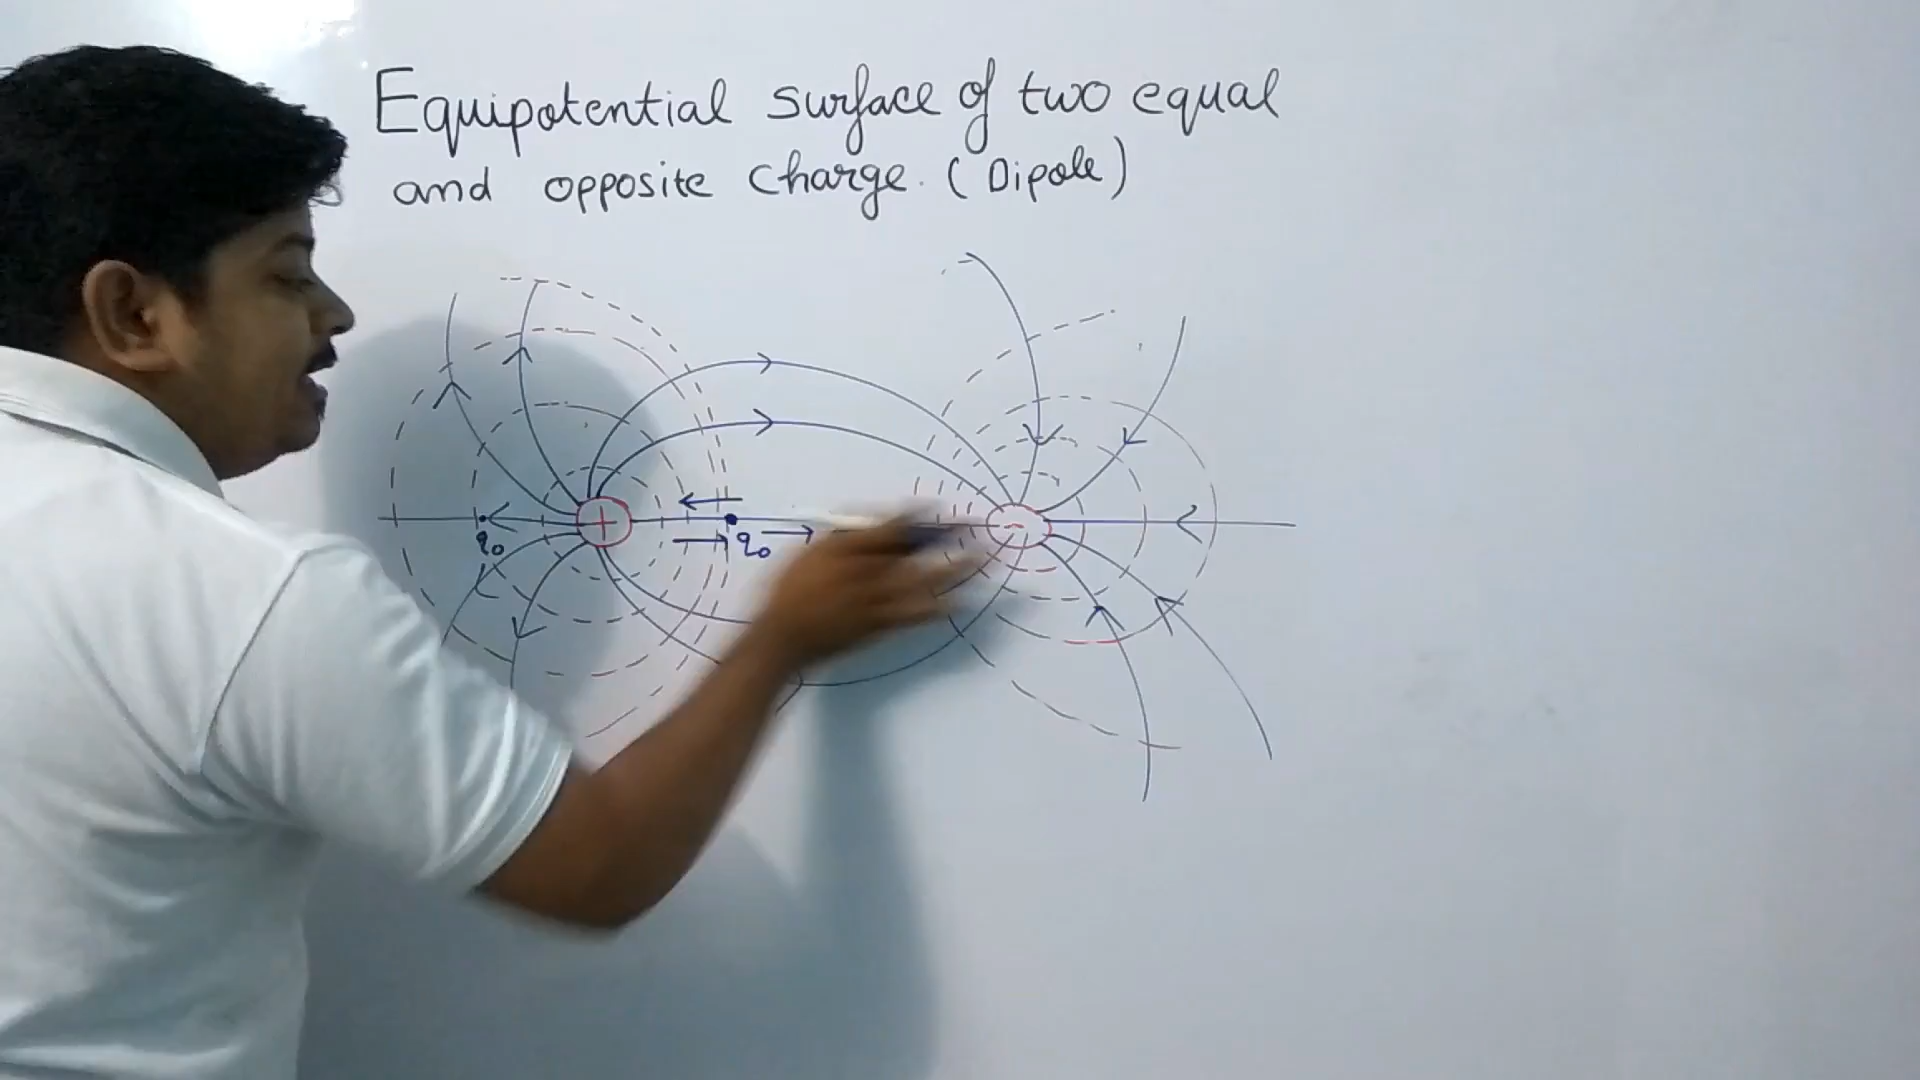 Equipotential surface of two equal
and opposite charge. (Dipole)
+
-
q₀
q₀